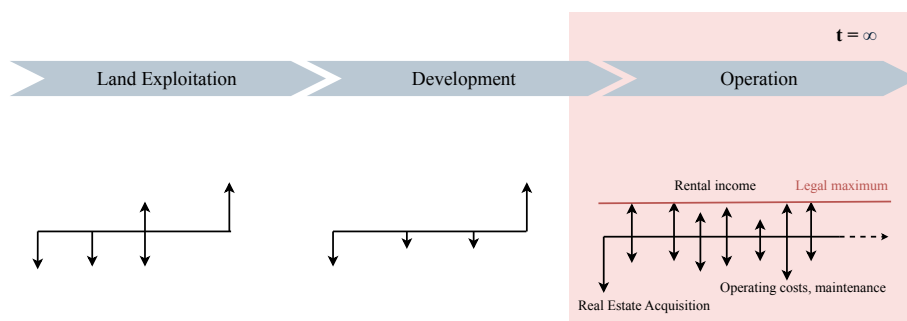 t = ∞
Land Exploitation
Development
Operation
Rental income
Legal maximum
Operating costs, maintenance
Real Estate Acquisition